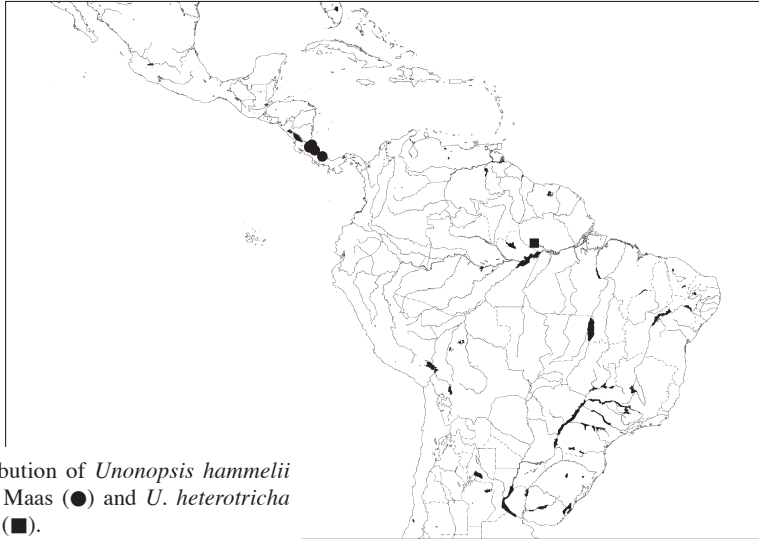 bution of Unonopsis hammelii
Maas (●) and U. heterotricha
(■).